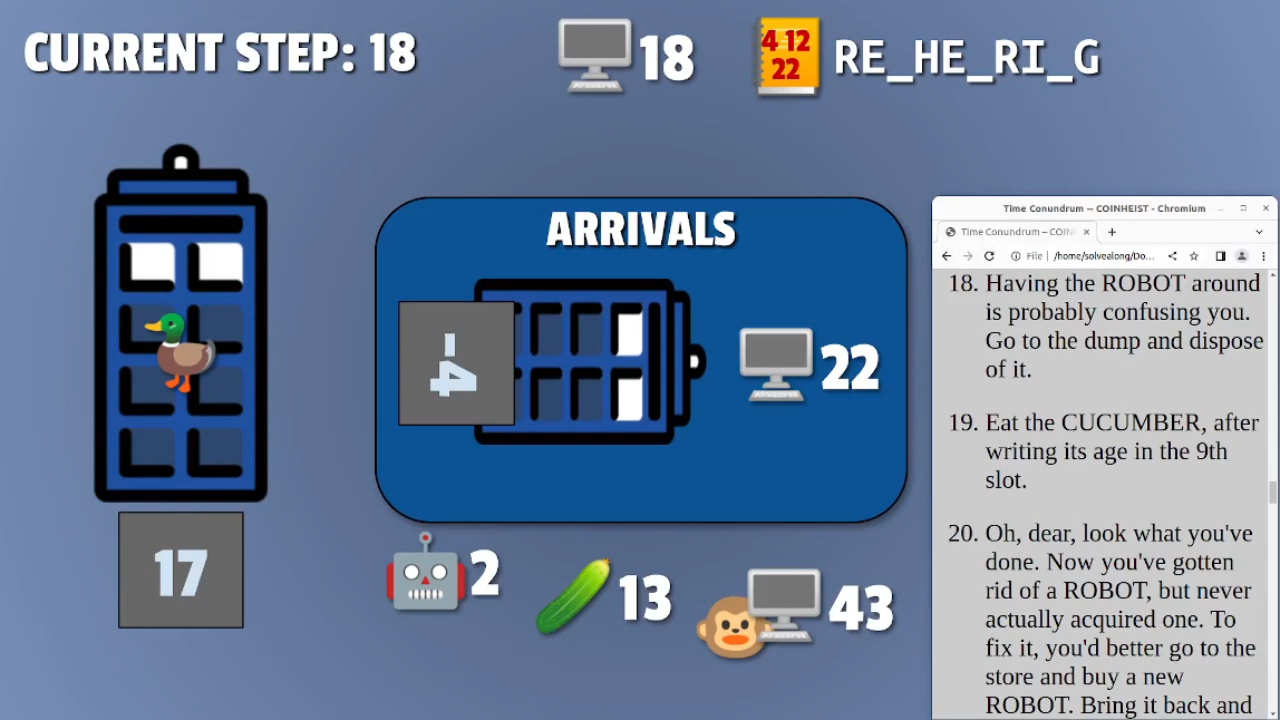 CURRENT STEP: 18
18
4 12
22
RE_HE_RI_G
ARRIVALS
-4
22
17
2
13
43
Time Conundrum -- COINHEIST - Chromium
Time Conundrum -- COIN
File | /home/solvealong/Do...
18. Having the ROBOT around
is probably confusing you.
Go to the dump and dispose
of it.
19. Eat the CUCUMBER, after
writing its age in the 9th
slot.
20. Oh, dear, look what you've
done. Now you've gotten
rid of a ROBOT, but never
actually acquired one. To
fix it, you'd better go to the
store and buy a new
ROBOT. Bring it back and